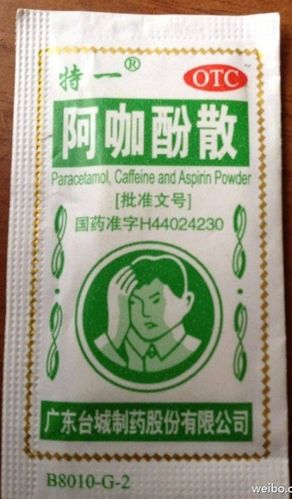 特一®
OTC
阿咖酚散
Paracetamol, Caffeine and Aspirin Powder
[批准文号]
国药准字H44024230
广东台城制药股份有限公司
B8010-G-2